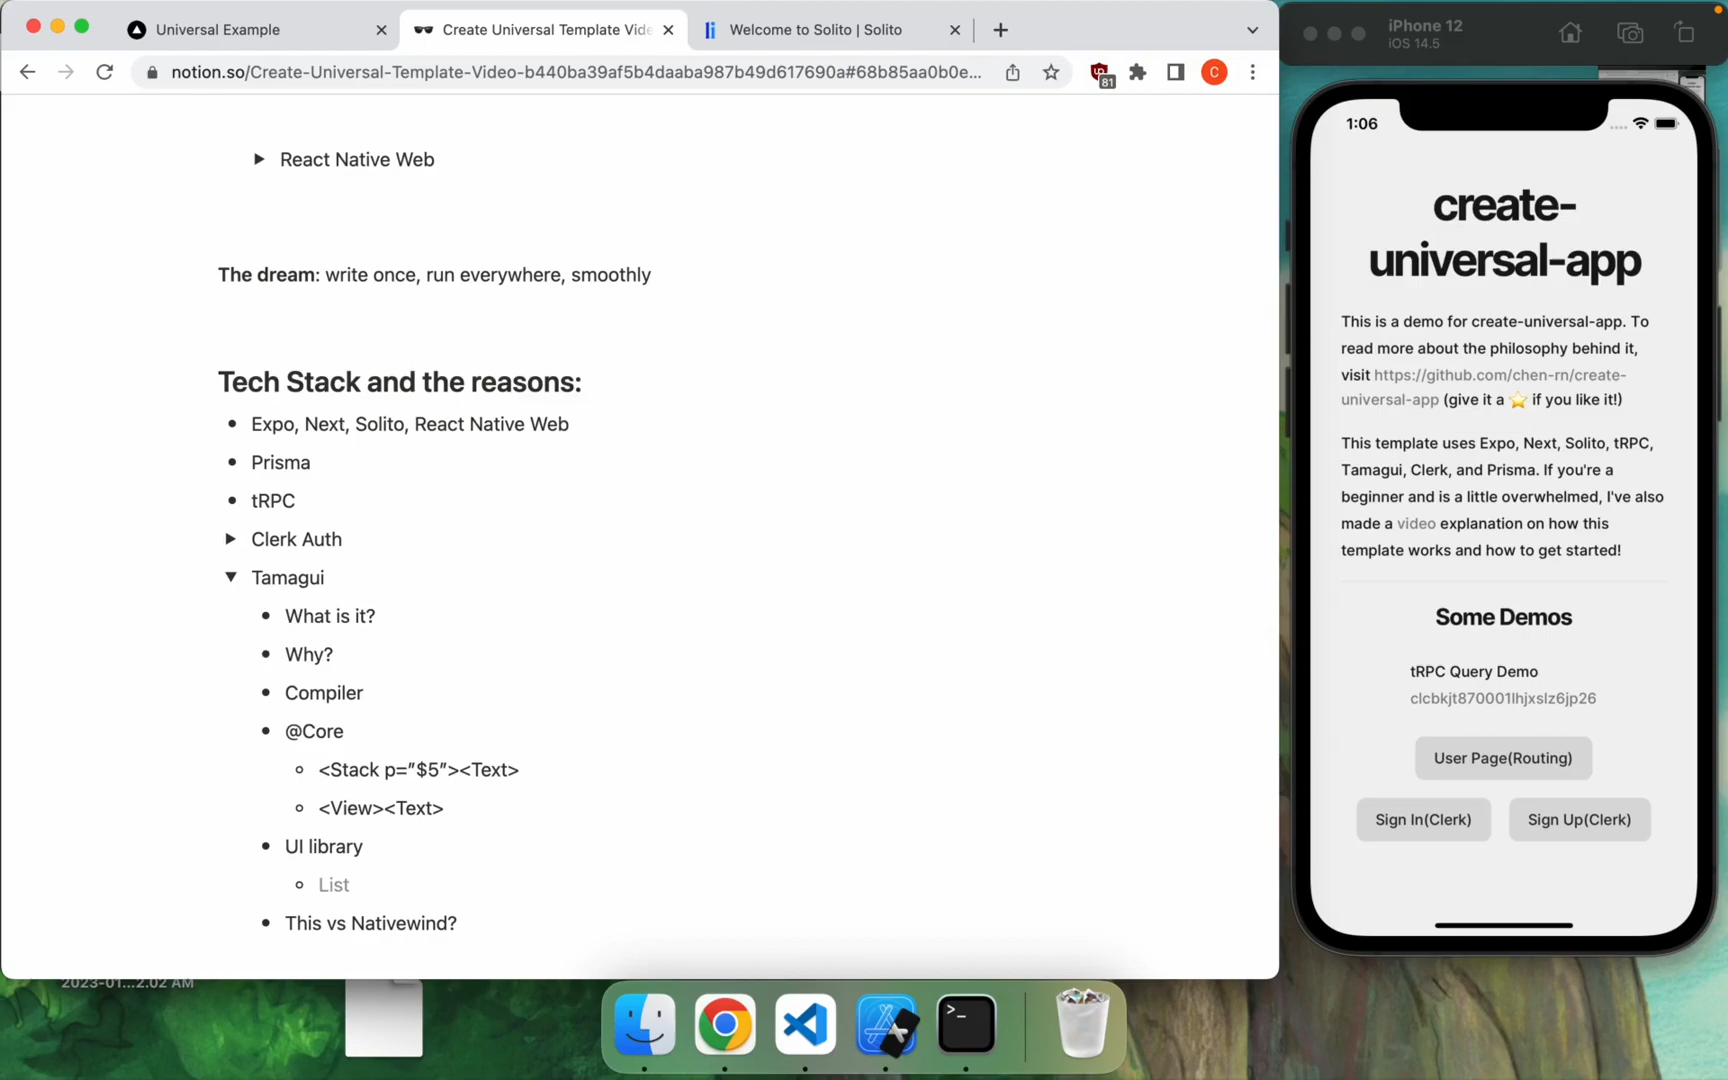 Universal Example
Create Universal Template Vide
Welcome to Solito | Solito
notion.so/Create-Universal-Template-Video-b440ba39af5b4daaba987b49d617690a#68b85aa0b0e...
81
C
React Native Web
The dream: write once, run everywhere, smoothly
Tech Stack and the reasons:
Expo, Next, Solito, React Native Web
Prisma
tRPC
Clerk Auth
Tamagui
What is it?
Why?
Compiler
@Core
<Stack p="$5"><Text>
<View><Text>
UI library
List
This vs Nativewind?
2023-01...2.02 AM
iPhone 12
iOS 14.5
1:06
create-
universal-app
This is a demo for create-universal-app. To
read more about the philosophy behind it,
visit https://github.com/chen-rn/create-
universal-app (give it a ⭐ if you like it!)
This template uses Expo, Next, Solito, tRPC,
Tamagui, Clerk, and Prisma. If you're a
beginner and is a little overwhelmed, I've also
made a video explanation on how this
template works and how to get started!
Some Demos
tRPC Query Demo
clcbkjt870001lhjxslz6jp26
User Page(Routing)
Sign In(Clerk)
Sign Up(Clerk)